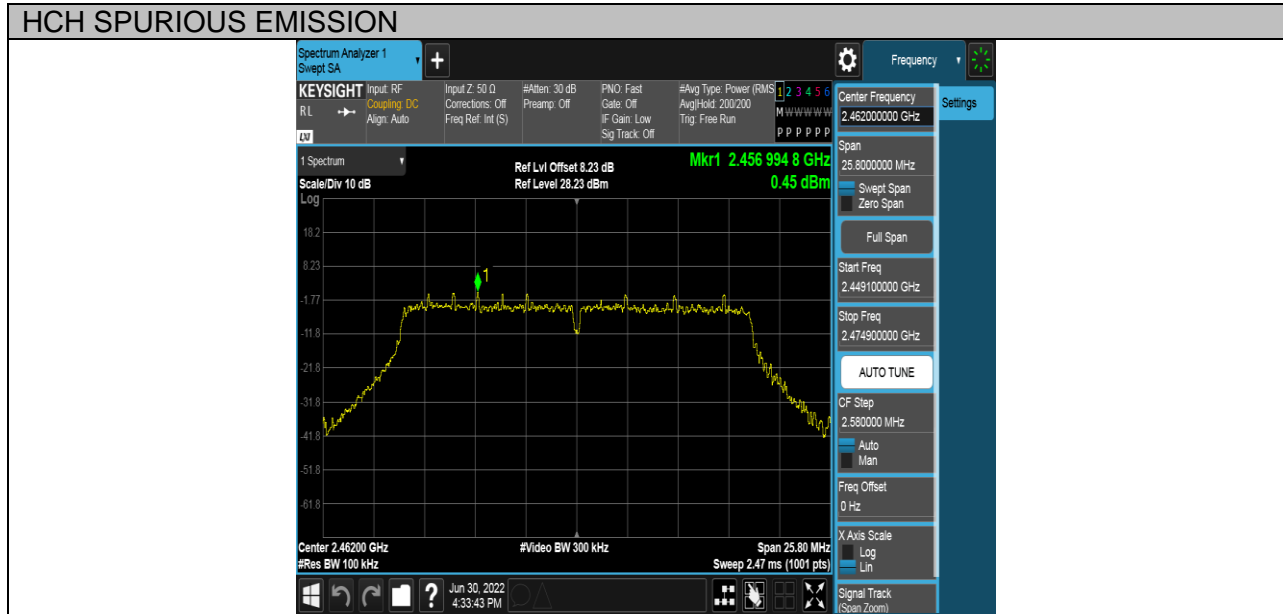 HCH SPURIOUS EMISSION
Spectrum Analyzer 1
Swept SA
+
Frequency
KEYSIGHT
RL
LXI
Input: RF
Coupling: DC
Align: Auto
Input Z: 50 Ω
Corrections: Off
Freq Ref: Int (S)
#Atten: 30 dB
Preamp: Off
PNO: Fast
Gate: Off
IF Gain: Low
Sig Track: Off
#Avg Type: Power (RMS
Avg|Hold: 200/200
Trig: Free Run
1 2 3 4 5 6
M W W W W W
P P P P P P
1 Spectrum
Scale/Div 10 dB
Log
Ref Lvl Offset 8.23 dB
Ref Level 28.23 dBm
Mkr1 2.456 994 8 GHz
0.45 dBm
18.2
8.23
-1.77
-11.8
-21.8
-31.8
-41.8
-51.8
-61.8
1
Center 2.46200 GHz
#Res BW 100 kHz
#Video BW 300 kHz
Span 25.80 MHz
Sweep 2.47 ms (1001 pts)
?
Jun 30, 2022
4:33:43 PM
Center Frequency
2.462000000 GHz
Settings
Span
25.8000000 MHz
Swept Span
Zero Span
Full Span
Start Freq
2.449100000 GHz
Stop Freq
2.474900000 GHz
AUTO TUNE
CF Step
2.580000 MHz
Auto
Man
Freq Offset
0 Hz
X Axis Scale
Log
Lin
Signal Track
(Span Zoom)